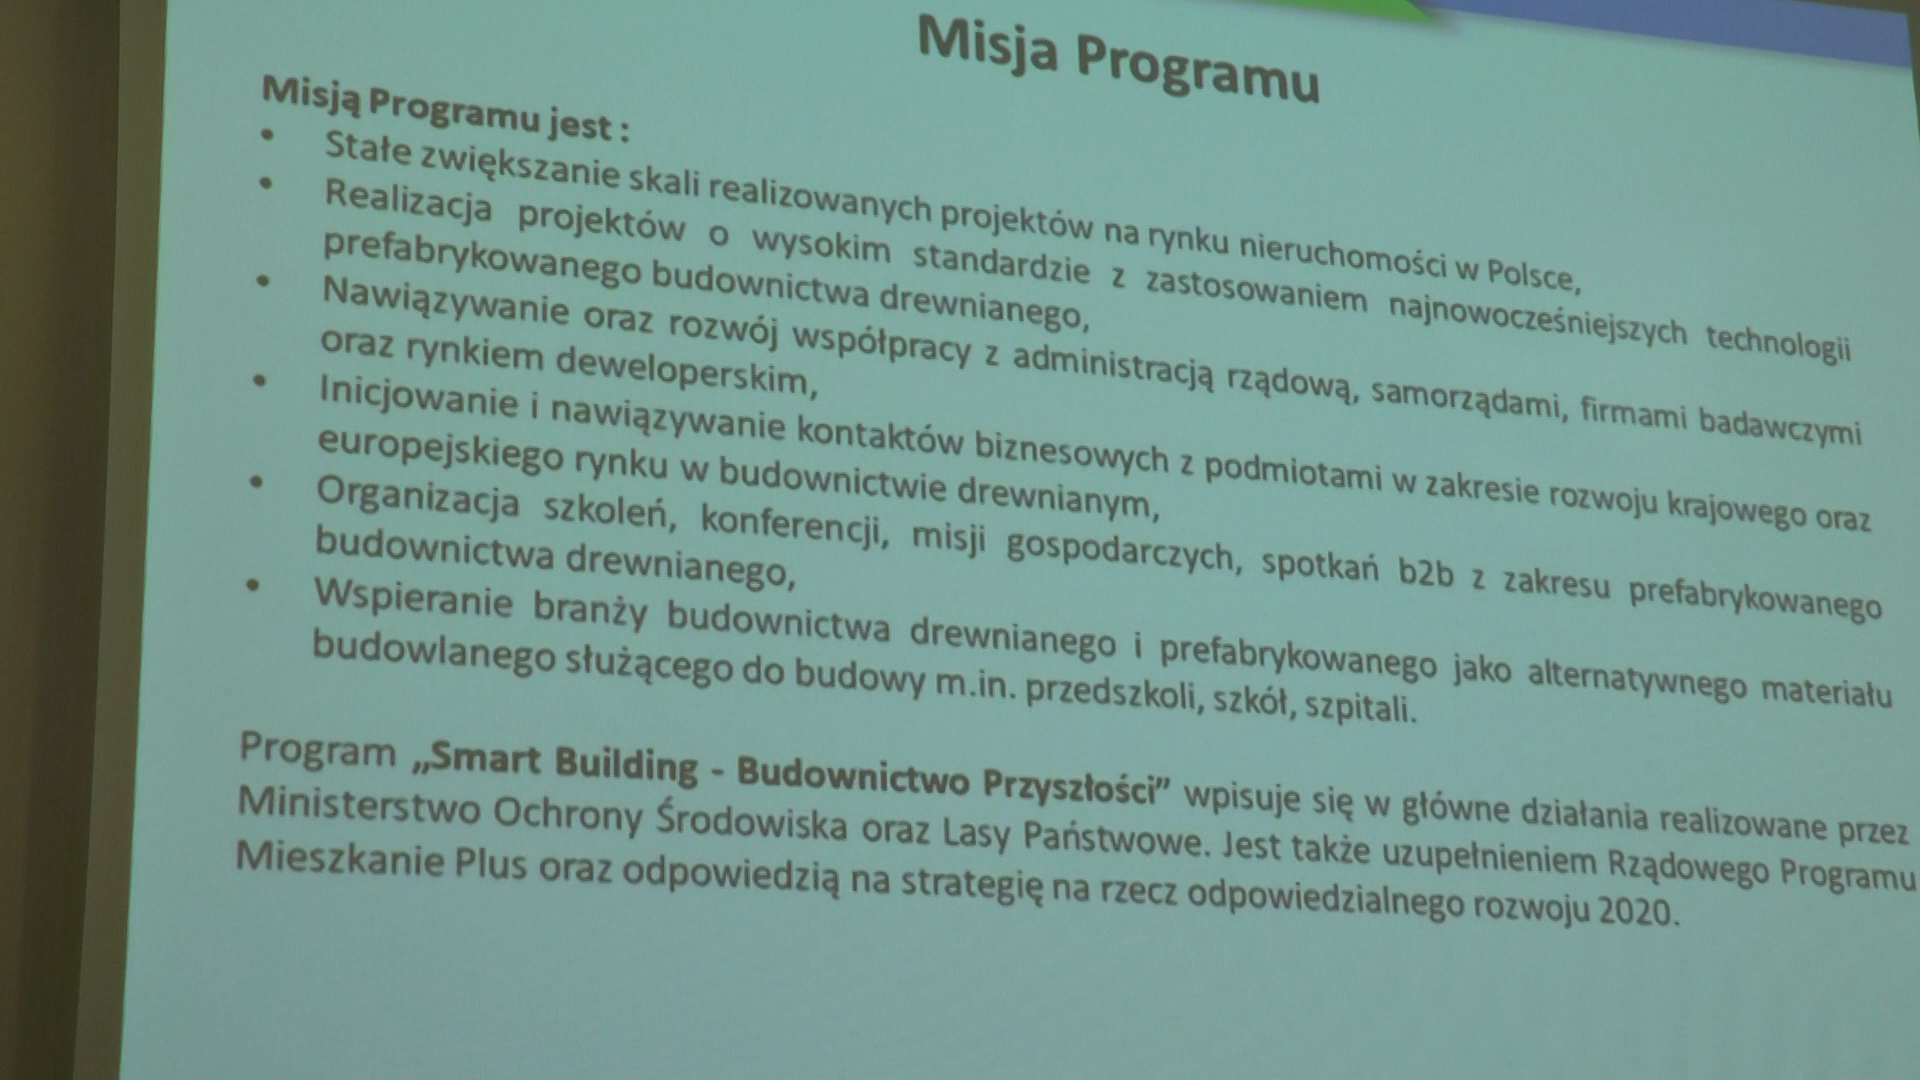 Misja Programu
Misją Programu jest :
• Stałe zwiększanie skali realizowanych projektów na rynku nieruchomości w Polsce,
• Realizacja projektów o wysokim standardzie z zastosowaniem najnowocześniejszych technologii
prefabrykowanego budownictwa drewnianego,
• Nawiązywanie oraz rozwój współpracy z administracją rządową, samorządami, firmami badawczymi
oraz rynkiem deweloperskim,
• Inicjowanie i nawiązywanie kontaktów biznesowych z podmiotami w zakresie rozwoju krajowego oraz
europejskiego rynku w budownictwie drewnianym,
• Organizacja szkoleń, konferencji, misji gospodarczych, spotkań b2b z zakresu prefabrykowanego
budownictwa drewnianego,
• Wspieranie branży budownictwa drewnianego i prefabrykowanego jako alternatywnego materiału
budowlanego służącego do budowy m.in. przedszkoli, szkół, szpitali.
Program „Smart Building - Budownictwo Przyszłości” wpisuje się w główne działania realizowane przez
Ministerstwo Ochrony Środowiska oraz Lasy Państwowe. Jest także uzupełnieniem Rządowego Programu
Mieszkanie Plus oraz odpowiedzią na strategię na rzecz odpowiedzialnego rozwoju 2020.